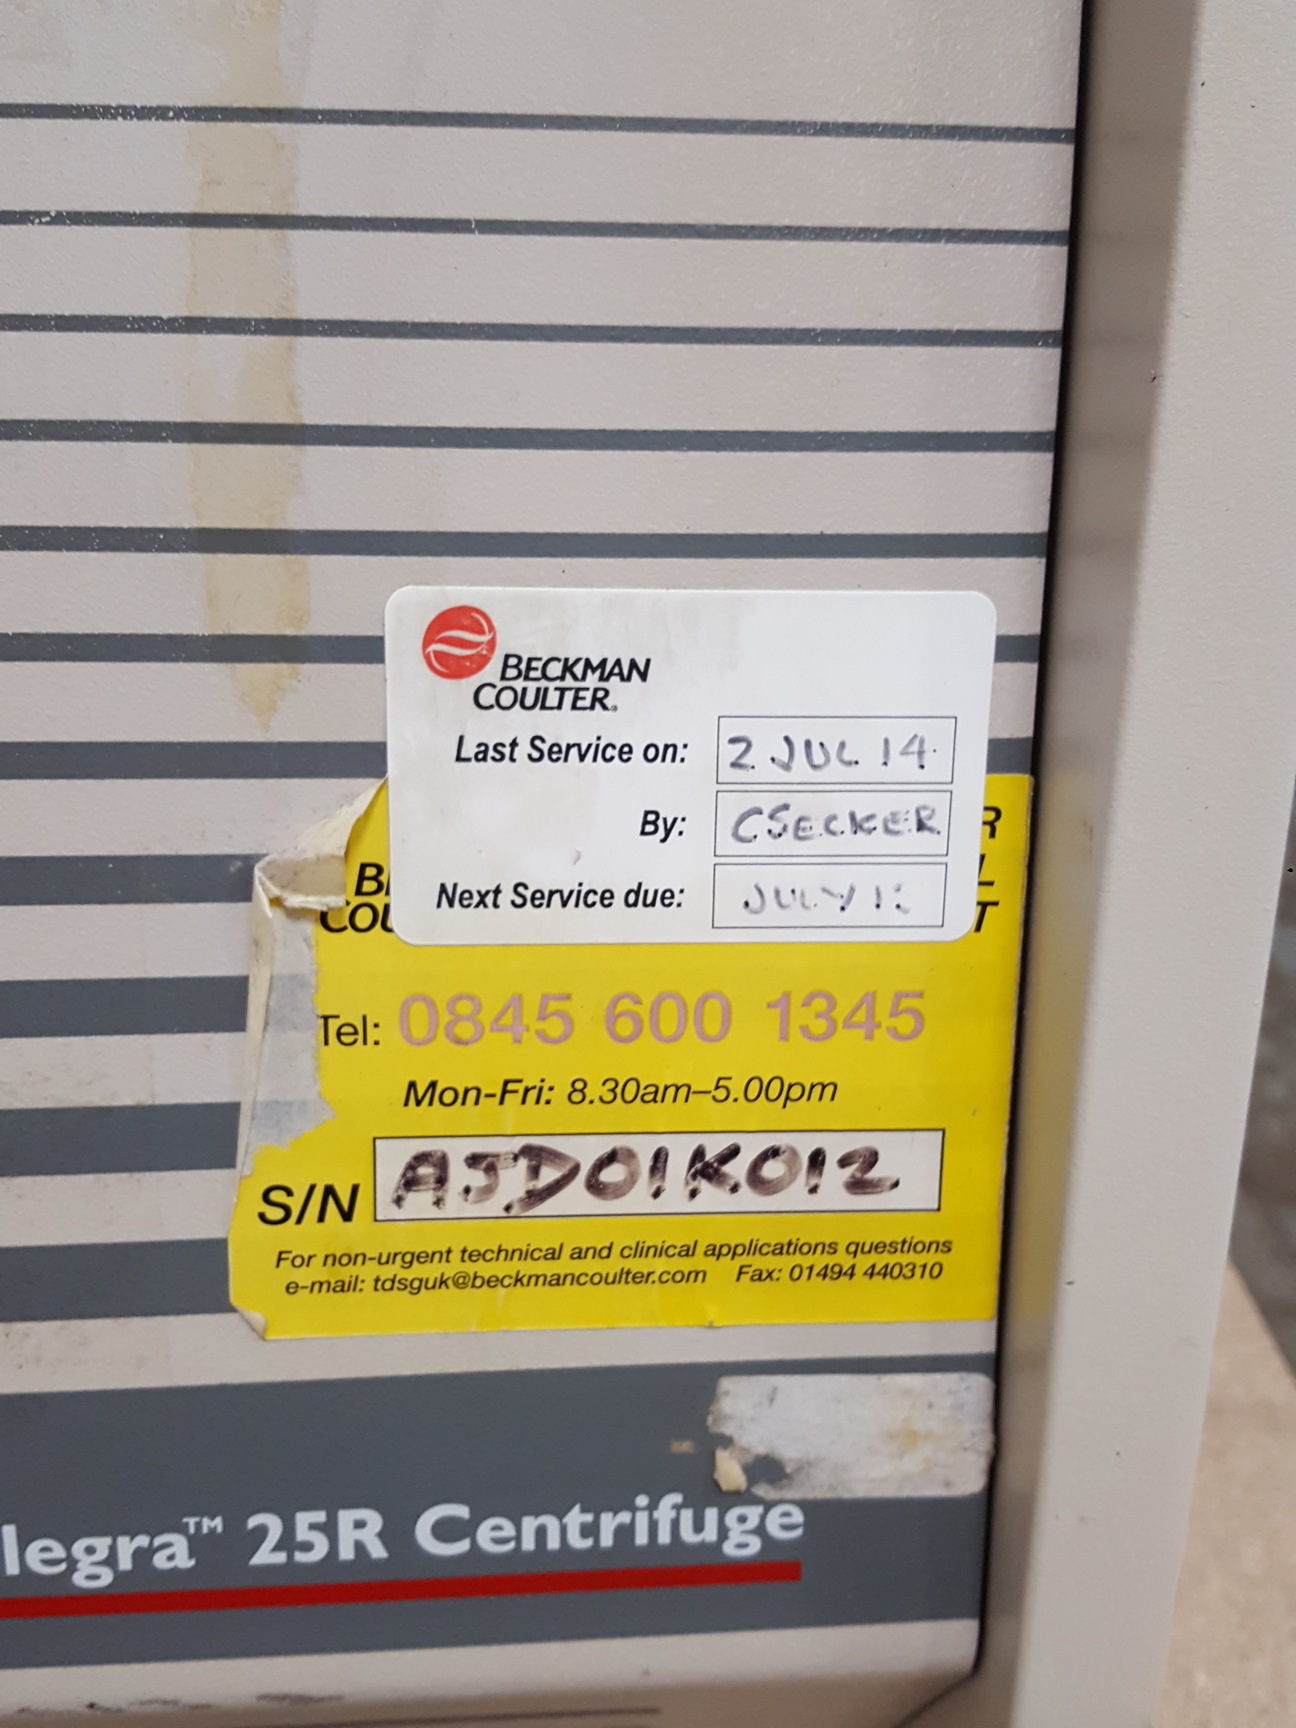 BECKMAN
COULTER®
Last Service on: 2 JUL 14
By: CSECKER
Next Service due: JULY
R
B
L
COU
T
Tel: 0845 600 1345
Mon-Fri: 8.30am–5.00pm
S/N AJD01K012
For non-urgent technical and clinical applications questions
e-mail: tdsguk@beckmancoulter.com Fax: 01494 440310
legra™ 25R Centrifuge